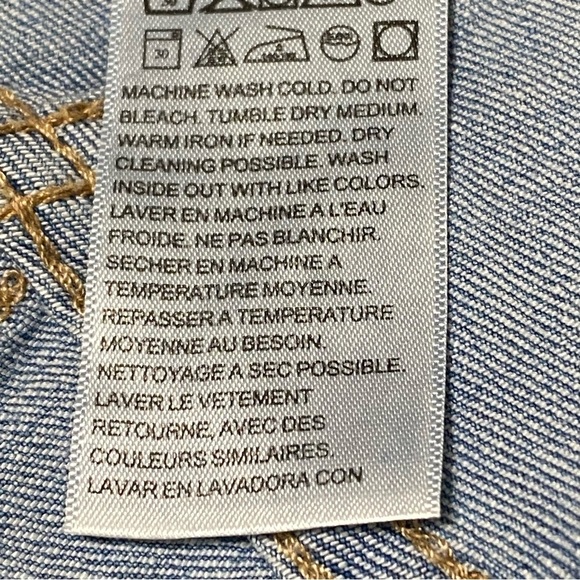 30
MACHINE WASH COLD. DO NOT
BLEACH. TUMBLE DRY MEDIUM.
WARM IRON IF NEEDED. DRY
CLEANING POSSIBLE. WASH
INSIDE OUT WITH LIKE COLORS.
LAVER EN MACHINE A L'EAU
FROIDE. NE PAS BLANCHIR.
SECHER EN MACHINE A
TEMPERATURE MOYENNE.
REPASSER A TEMPERATURE
MOYENNE AU BESOIN.
NETTOYAGE A SEC POSSIBLE.
LAVER LE VETEMENT
RETOURNE, AVEC DES
COULEURS SIMILAIRES.
LAVAR EN LAVADORA CON